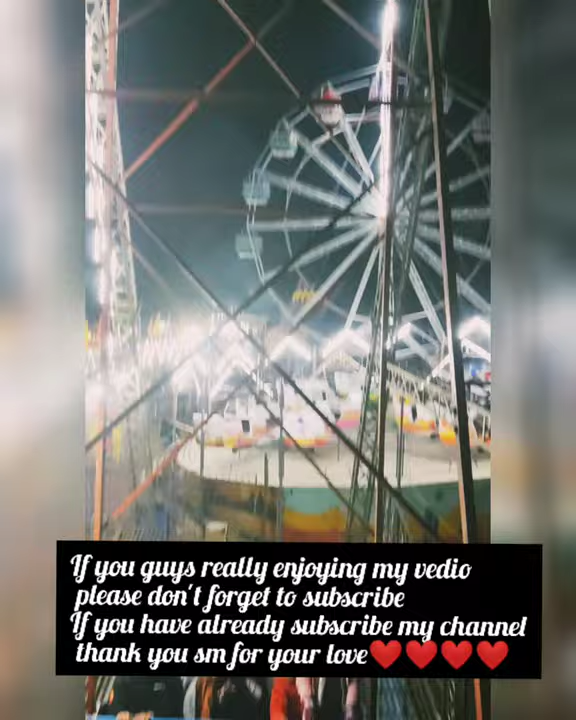 If you guys really enjoying my vedio
please don't forget to subscribe
If you have already subscribe my channel
thank you sm for your love❤️❤️❤️❤️